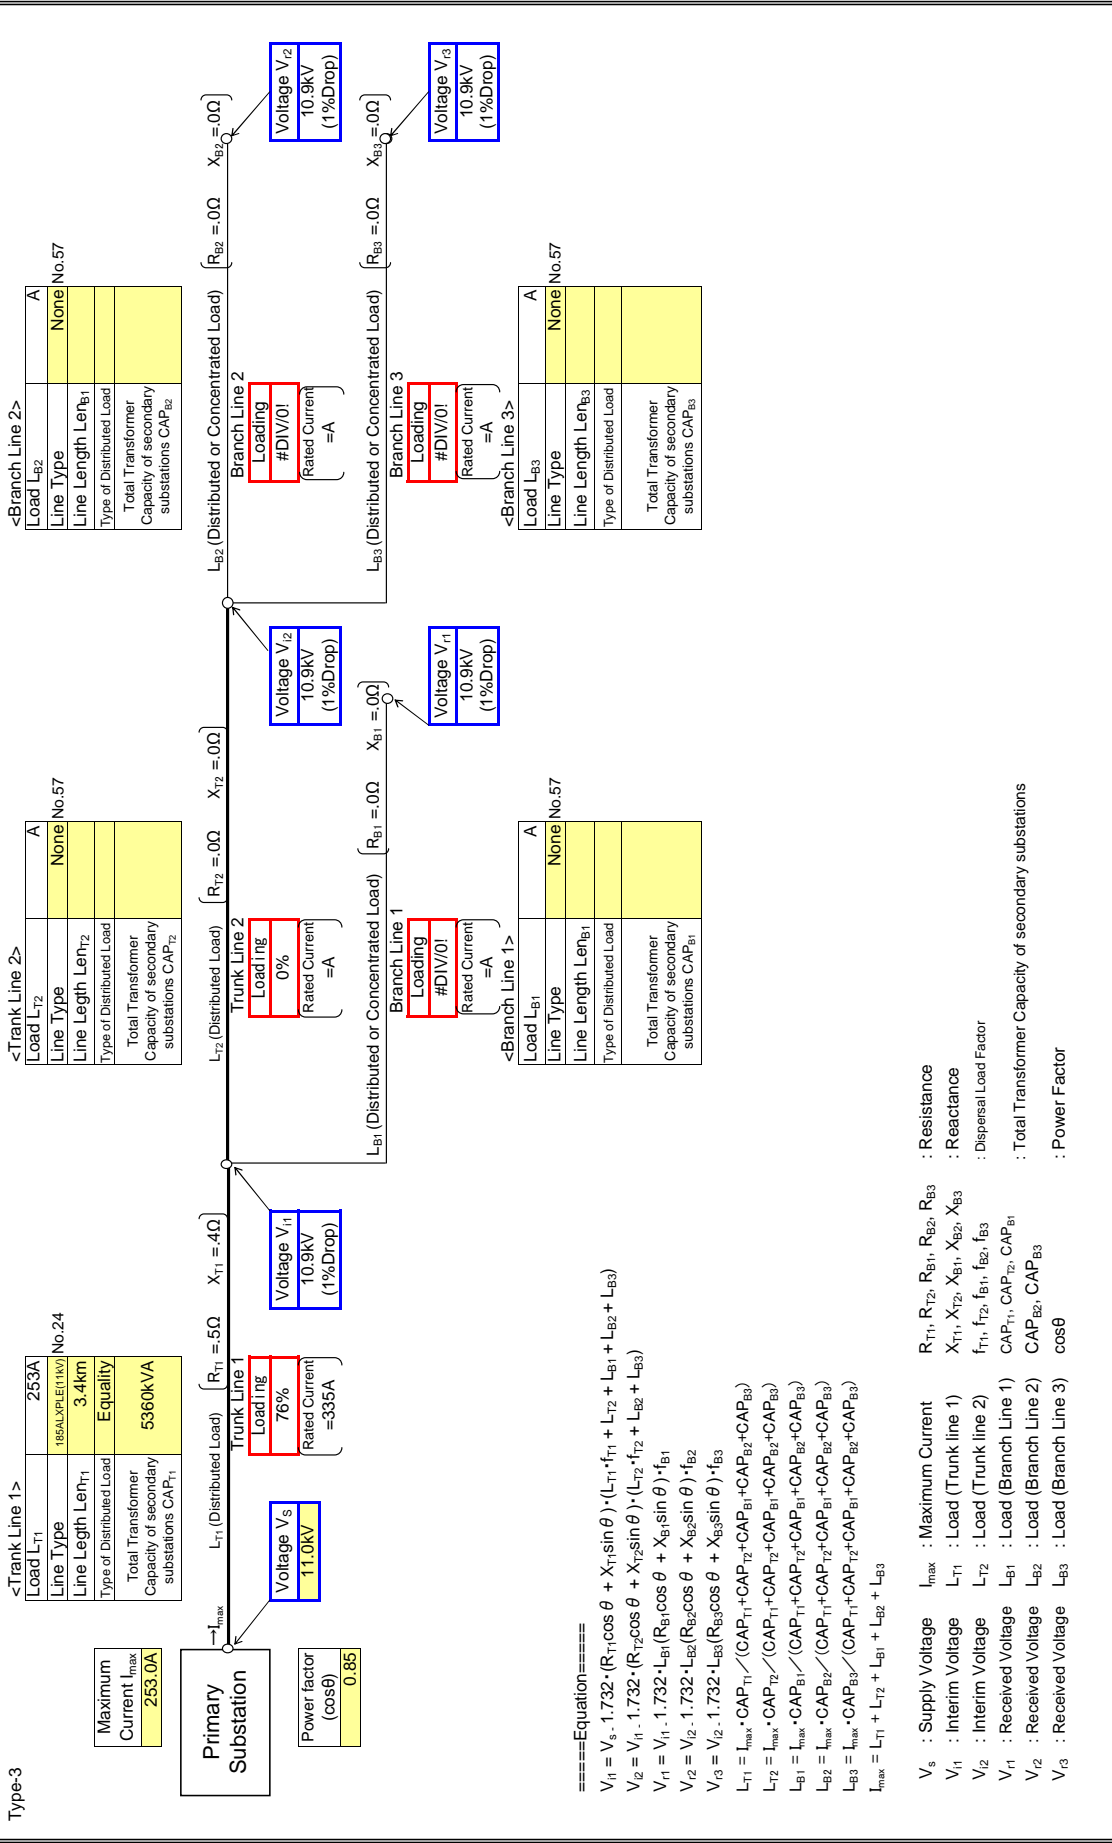 Type-3
Maximum
Current Imax
253.0A
Primary
Substation
Power factor
(cosθ)
0.85
→Imax
Voltage VS
11.0kV
<Trank Line 1>
Load LT1 253A
Line Type 185ALXPLE(11kV) No.24
Line Legth LenT1 3.4km
Type of Distributed Load Equality
Total Transformer
Capacity of secondary
substations CAPT1
5360kVA
LT1 (Distributed Load)
RT1 =.5Ω XT1 =.4Ω
Trunk Line 1
Loading
76%
Rated Current
=335A
Voltage Vi1
10.9kV
(1%Drop)
<Trank Line 2>
Load LT2 A
Line Type None No.57
Line Length LenT2
Type of Distributed Load
Total Transformer
Capacity of secondary
substations CAPT2
LT2 (Distributed Load)
RT2 =.0Ω XT2 =.0Ω
Trunk Line 2
Loading
0%
Rated Current
=A
Voltage Vi2
10.9kV
(1%Drop)
LB1 (Distributed or Concentrated Load)
RB1 =.0Ω XB1 =.0Ω
Branch Line 1
Loading
#DIV/0!
Rated Current
=A
Voltage Vr1
10.9kV
(1%Drop)
<Branch Line 1>
Load LB1 A
Line Type None No.57
Line Length LenB1
Type of Distributed Load
Total Transformer
Capacity of secondary
substations CAPB1
<Branch Line 2>
Load LB2 A
Line Type None No.57
Line Length LenB1
Type of Distributed Load
Total Transformer
Capacity of secondary
substations CAPB2
LB2 (Distributed or Concentrated Load)
RB2 =.0Ω XB2 =.0Ω
Branch Line 2
Loading
#DIV/0!
Rated Current
=A
Voltage Vr2
10.9kV
(1%Drop)
LB3 (Distributed or Concentrated Load)
RB3 =.0Ω XB3 =.0Ω
Branch Line 3
Loading
#DIV/0!
Rated Current
=A
Voltage Vr3
10.9kV
(1%Drop)
<Branch Line 3>
Load LB3 A
Line Type None No.57
Line Length LenB3
Type of Distributed Load
Total Transformer
Capacity of secondary
substations CAPB3
=====Equation=====
Vi1 = Vs - 1.732・(RT1cos θ + XT1sin θ)・(LT1・fT1 + LT2 + LB1 + LB2 + LB3)
Vi2 = Vi1 - 1.732・(RT2cos θ + XT2sin θ)・(LT2・fT2 + LB2 + LB3)
Vr1 = Vi1 - 1.732・LB1(RB1cos θ + XB1sin θ)・fB1
Vr2 = Vi2 - 1.732・LB2(RB2cos θ + XB2sin θ)・fB2
Vr3 = Vi2 - 1.732・LB3(RB3cos θ + XB3sin θ)・fB3
LT1 = Imax・CAPT1／(CAPT1+CAPT2+CAPB1+CAPB2+CAPB3)
LT2 = Imax・CAPT2／(CAPT1+CAPT2+CAPB1+CAPB2+CAPB3)
LB1 = Imax・CAPB1／(CAPT1+CAPT2+CAPB1+CAPB2+CAPB3)
LB2 = Imax・CAPB2／(CAPT1+CAPT2+CAPB1+CAPB2+CAPB3)
LB3 = Imax・CAPB3／(CAPT1+CAPT2+CAPB1+CAPB2+CAPB3)
Imax = LT1 + LT2 + LB1 + LB2 + LB3
Vs : Supply Voltage Imax : Maximum Current RT1, RT2, RB1, RB2, RB3 : Resistance
Vi1 : Interim Voltage LT1 : Load (Trunk line 1) XT1, XT2, XB1, XB2, XB3 : Reactance
Vi2 : Interim Voltage LT2 : Load (Trunk line 2) fT1, fT2, fB1, fB2, fB3 : Dispersal Load Factor
Vr1 : Received Voltage LB1 : Load (Branch Line 1) CAPT1, CAPT2, CAPB1 : Total Transformer Capacity of secondary substations
Vr2 : Received Voltage LB2 : Load (Branch Line 2) CAPB2, CAPB3
Vr3 : Received Voltage LB3 : Load (Branch Line 3) cosθ : Power Factor